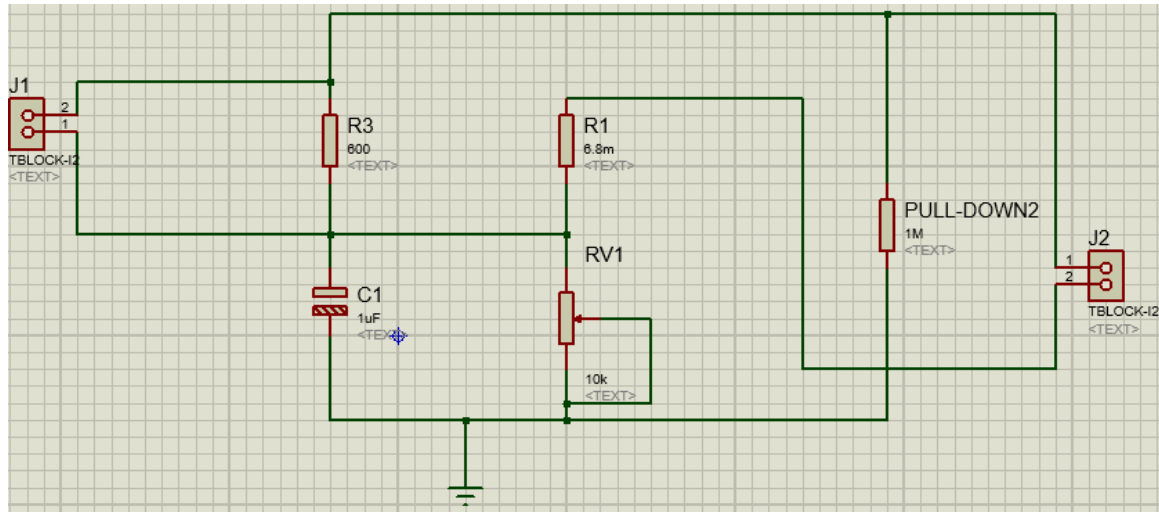 J1
2
1
TBLOCK-I2
<TEXT>
R3
600
<TEXT>
R1
6.8m
<TEXT>
PULL-DOWN2
1M
<TEXT>
J2
1
2
TBLOCK-I2
<TEXT>
RV1
10k
<TEXT>
C1
1uF
<TEXT>